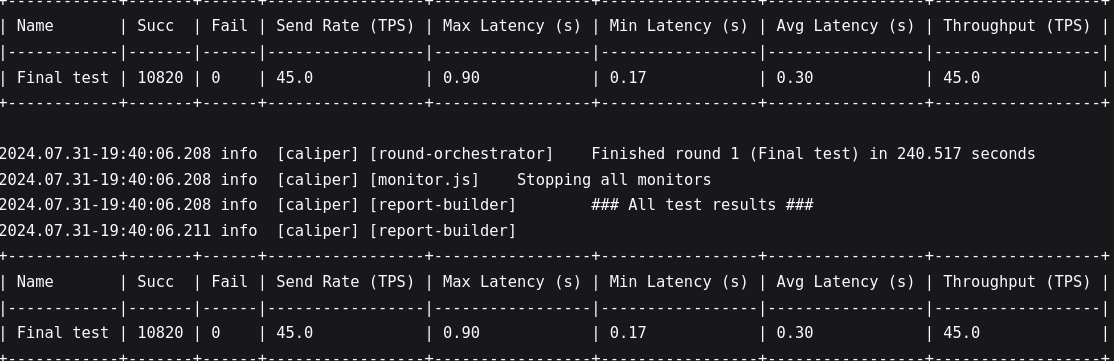 +------------+-------+------+-----------------+-----------------+-----------------+-----------------+------------------+
| Name       | Succ  | Fail | Send Rate (TPS) | Max Latency (s) | Min Latency (s) | Avg Latency (s) | Throughput (TPS) |
|------------|-------|------|-----------------|-----------------|-----------------|-----------------|------------------|
| Final test | 10820 | 0    | 45.0            | 0.90            | 0.17            | 0.30            | 45.0             |
+------------+-------+------+-----------------+-----------------+-----------------+-----------------+------------------+
2024.07.31-19:40:06.208 info  [caliper] [round-orchestrator]    Finished round 1 (Final test) in 240.517 seconds
2024.07.31-19:40:06.208 info  [caliper] [monitor.js]    Stopping all monitors
2024.07.31-19:40:06.208 info  [caliper] [report-builder]        ### All test results ###
2024.07.31-19:40:06.211 info  [caliper] [report-builder]
+------------+-------+------+-----------------+-----------------+-----------------+-----------------+------------------+
| Name       | Succ  | Fail | Send Rate (TPS) | Max Latency (s) | Min Latency (s) | Avg Latency (s) | Throughput (TPS) |
|------------|-------|------|-----------------|-----------------|-----------------|-----------------|------------------|
| Final test | 10820 | 0    | 45.0            | 0.90            | 0.17            | 0.30            | 45.0             |
+------------+-------+------+-----------------+-----------------+-----------------+-----------------+------------------+